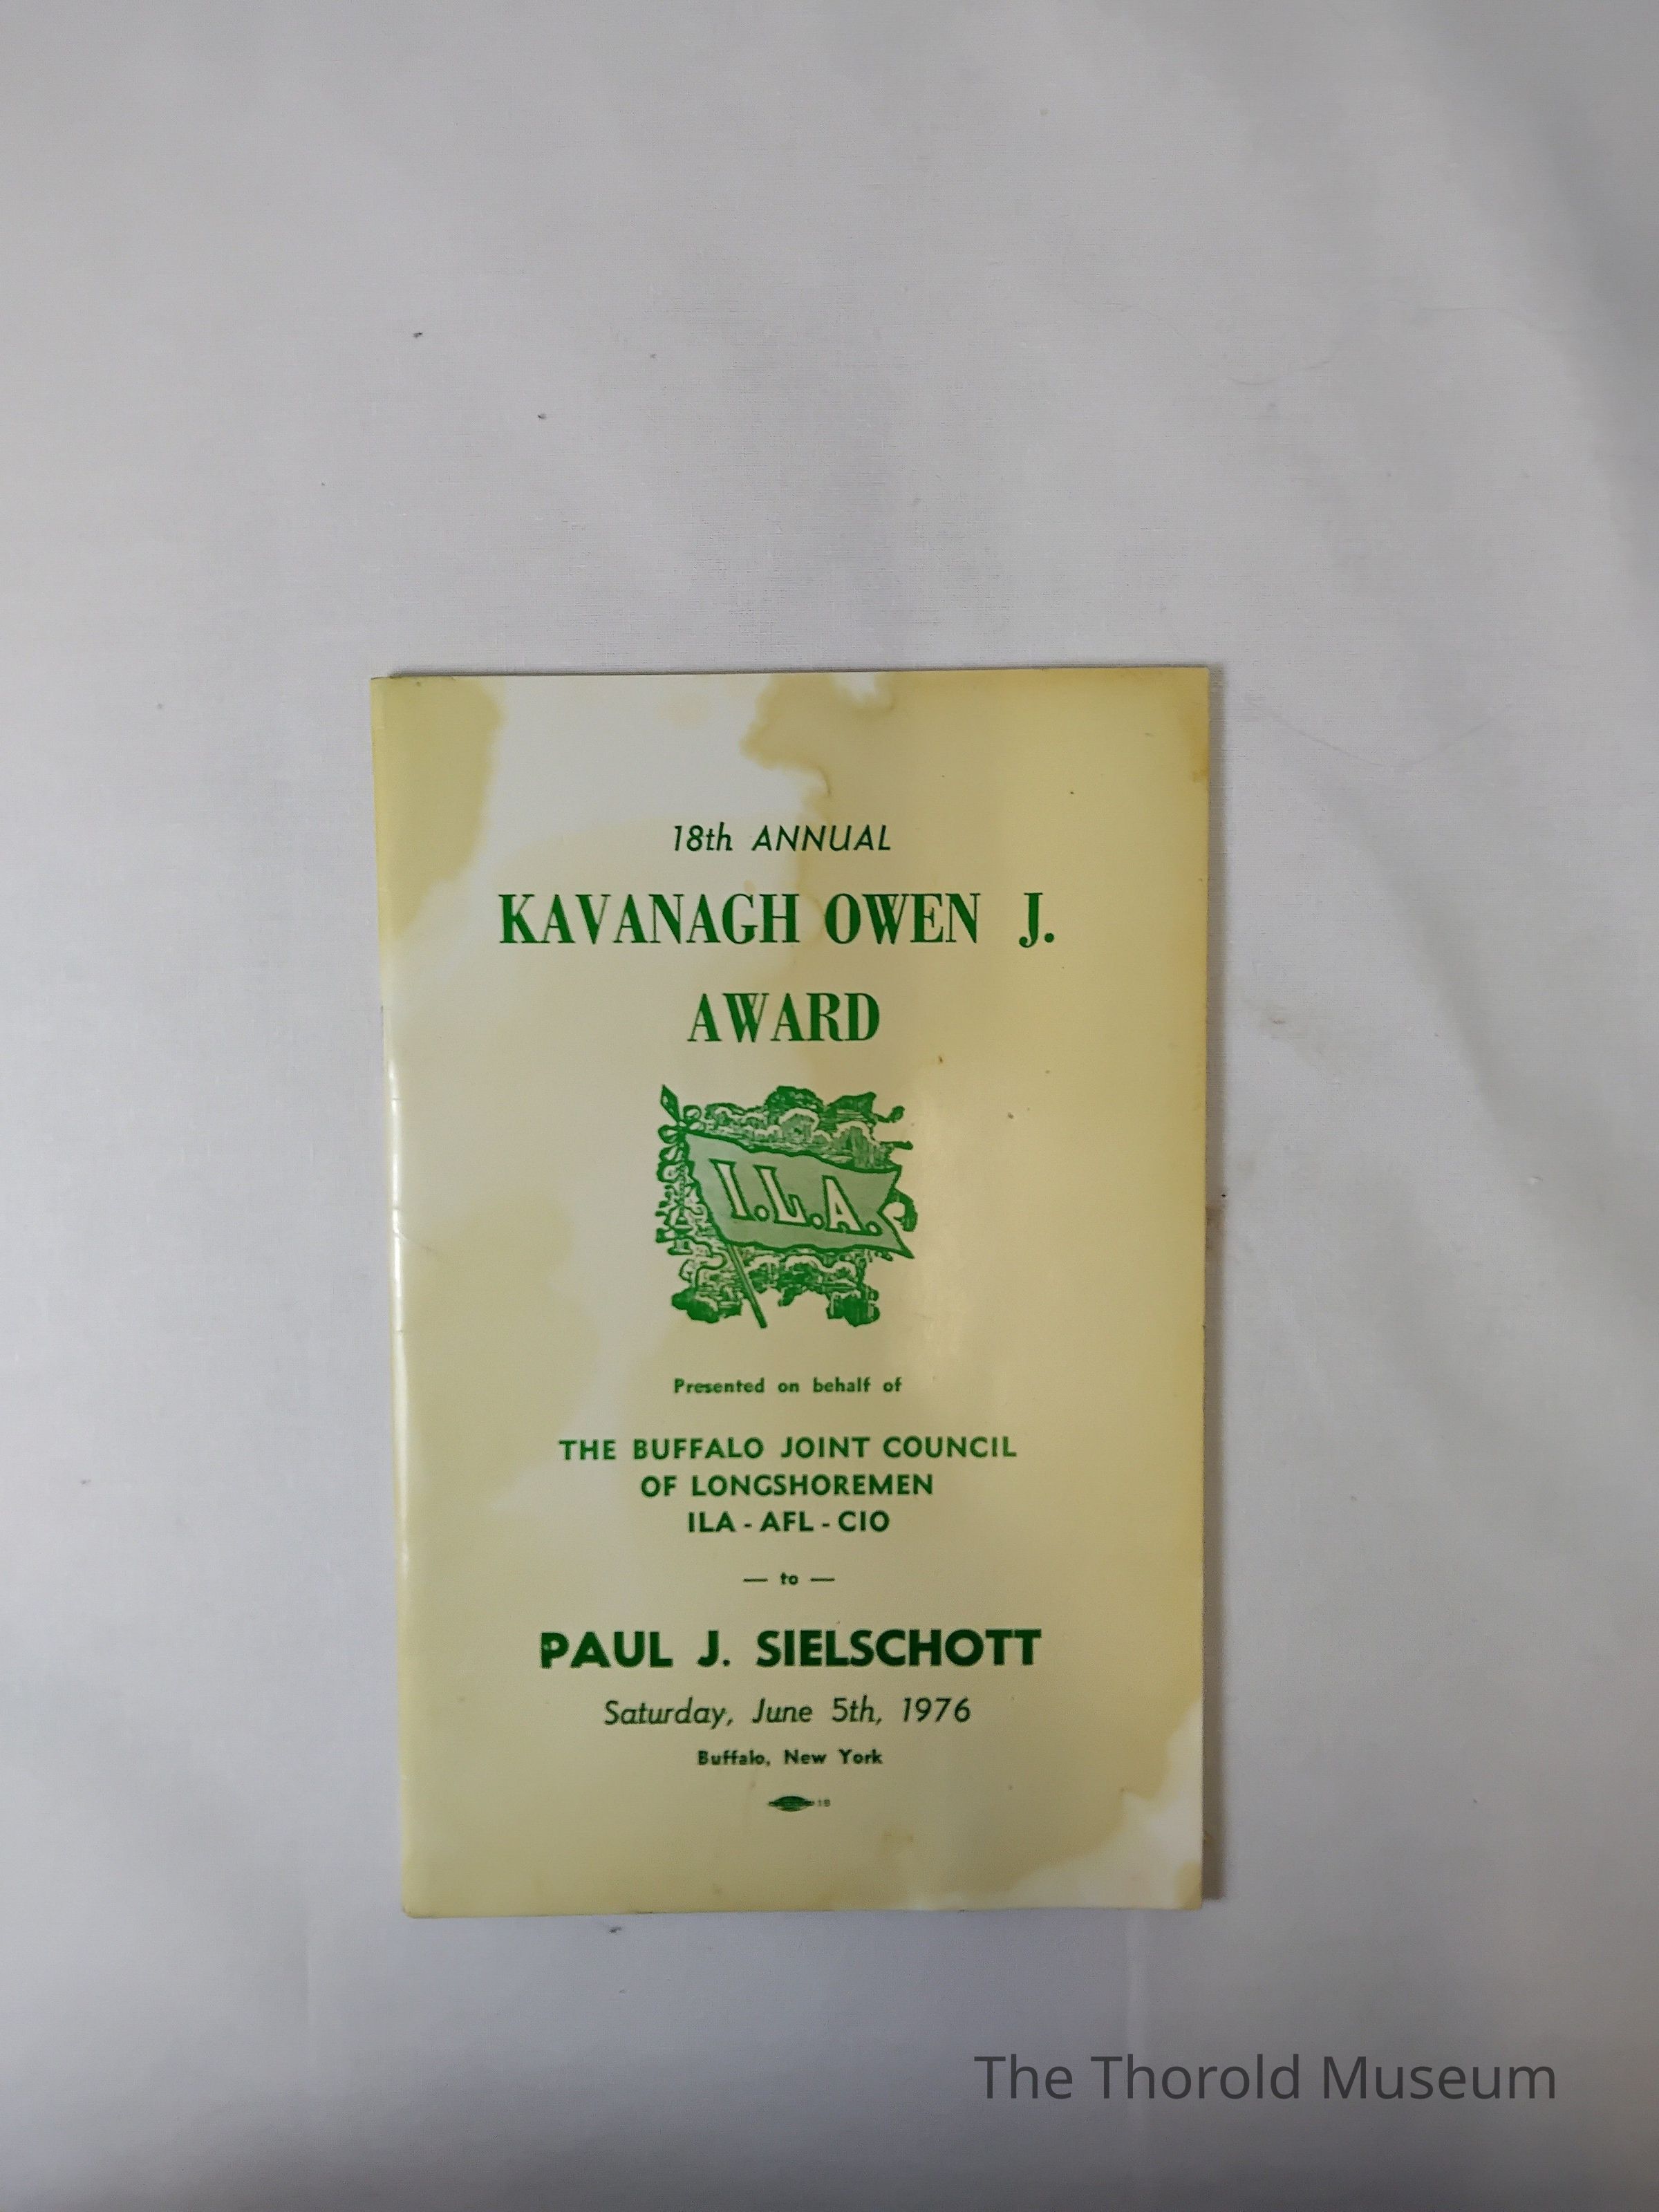 18th ANNUAL
KAVANAGH OWEN J.
AWARD
I.L.A.
Presented on behalf of
THE BUFFALO JOINT COUNCIL
OF LONGSHOREMEN
ILA - AFL - CIO
— to —
PAUL J. SIELSCHOTT
Saturday, June 5th, 1976
Buffalo, New York
The Thorold Museum